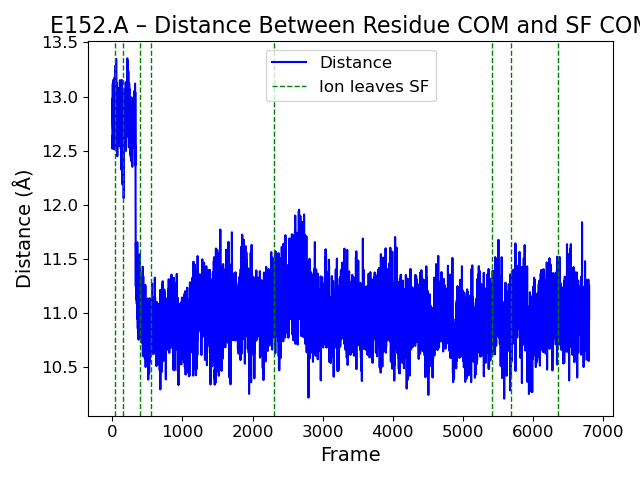 E152.A – Distance Between Residue COM and SF COM
Distance
Ion leaves SF
Distance (Å)
13.5
13.0
12.5
12.0
11.5
11.0
10.5
0 1000 2000 3000 4000 5000 6000 7000
Frame